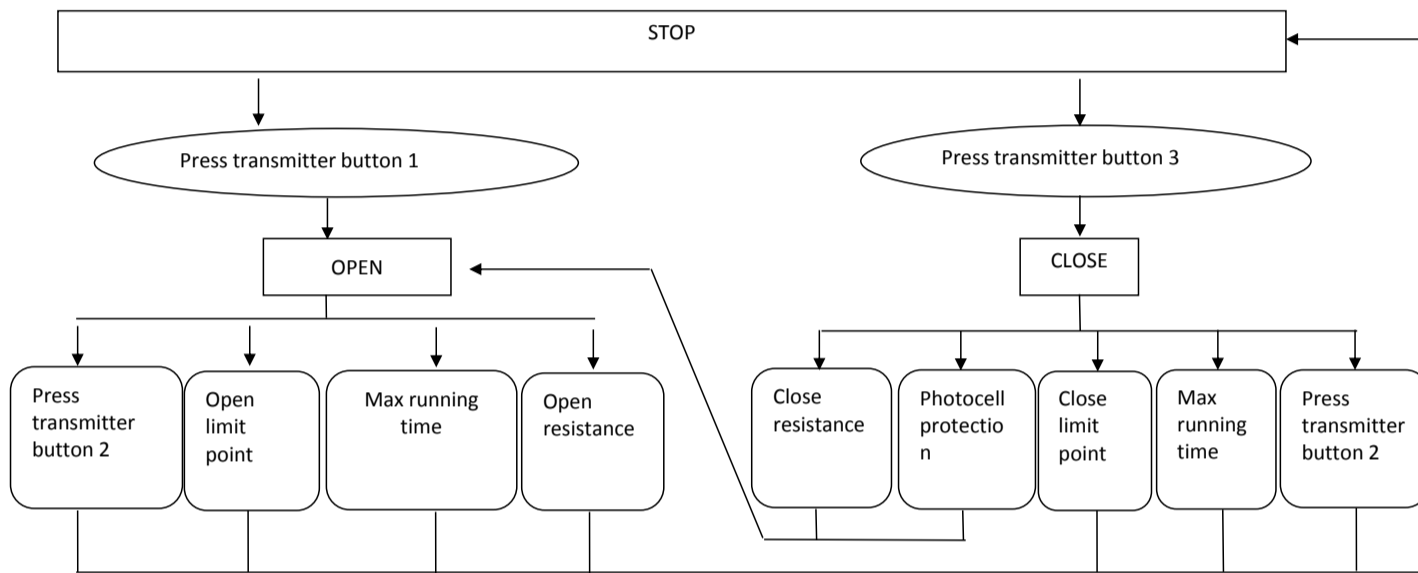 STOP
Press transmitter button 1
Press transmitter button 3
OPEN
CLOSE
Press
transmitter
button 2
Open
limit
point
Max running
time
Open
resistance
Close
resistance
Photocell
protectio
n
Close
limit
point
Max
running
time
Press
transmitter
button 2